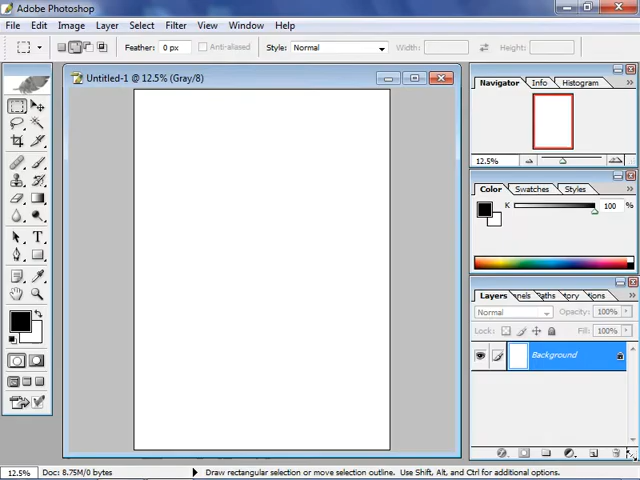 Adobe Photoshop
File Edit Image Layer Select Filter View Window Help
Feather: 0 px Anti-aliased Style: Normal Width: Height:
Untitled-1 @ 12.5% (Gray/8)
Navigator Info Histogram
12.5%
Color Swatches Styles
K 100 %
Layers nnels Paths tory tions
Normal Opacity: 100%
Lock: Fill: 100%
Background
T
12.5% Doc: 8.75M/0 bytes Draw rectangular selection or move selection outline. Use Shift, Alt, and Ctrl for additional options.